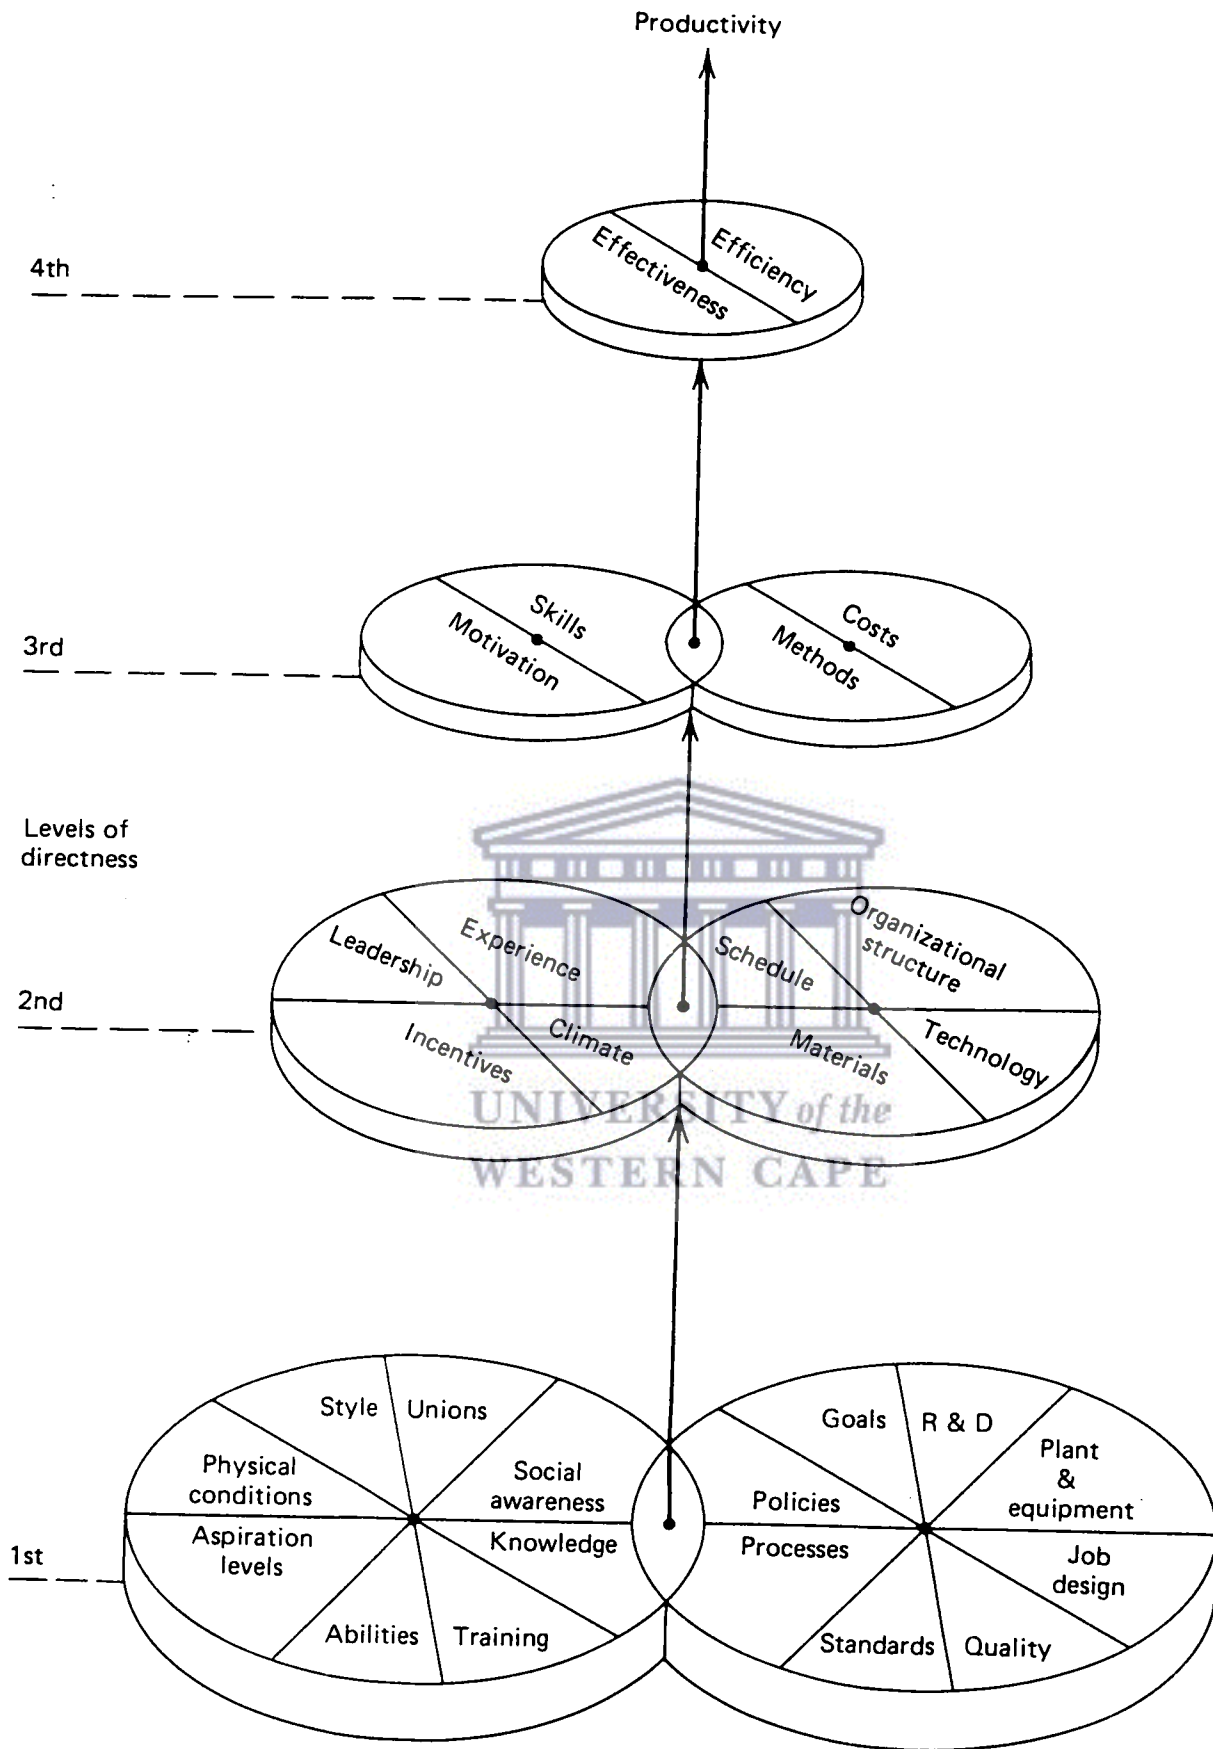 Productivity
4th
Efficiency
Effectiveness
3rd
Skills
Motivation
Costs
Methods
Levels of
directness
2nd
Leadership
Experience
Incentives
Climate
Schedule
Organizational
structure
Materials
Technology
UNIVERSITY of the
WESTERN CAPE
1st
Style
Unions
Physical
conditions
Social
awareness
Aspiration
levels
Knowledge
Abilities
Training
Goals
R & D
Policies
Plant
&
equipment
Processes
Job
design
Standards
Quality